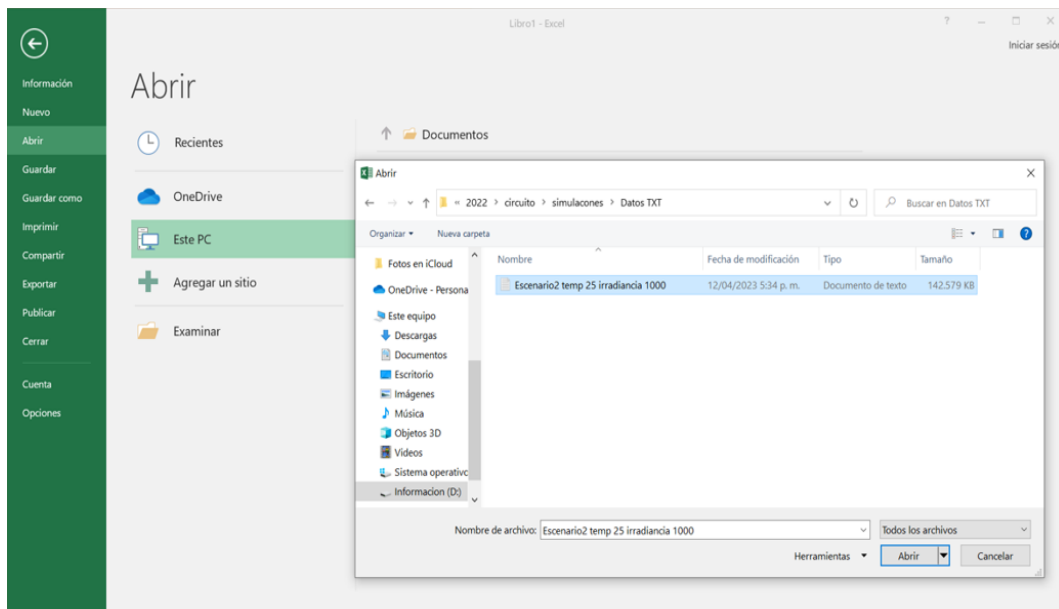 Libro1 - Excel
?
Iniciar sesión
Información
Nuevo
Abrir
Guardar
Guardar como
Imprimir
Compartir
Exportar
Publicar
Cerrar
Cuenta
Opciones
Abrir
Recientes
OneDrive
Este PC
Agregar un sitio
Examinar
Documentos
Abrir
« 2022 > circuito > simulacones > Datos TXT
Buscar en Datos TXT
Organizar
Nueva carpeta
Fotos en iCloud
OneDrive - Persona
Este equipo
Descargas
Documentos
Escritorio
Imágenes
Música
Objetos 3D
Videos
Sistema operativo
Informacion (D:)
Nombre Fecha de modificación Tipo Tamaño
Escenario2 temp 25 irradiancia 1000 12/04/2023 5:34 p. m. Documento de texto 142.579 KB
Nombre de archivo: Escenario2 temp 25 irradiancia 1000 Todos los archivos
Herramientas Abrir Cancelar